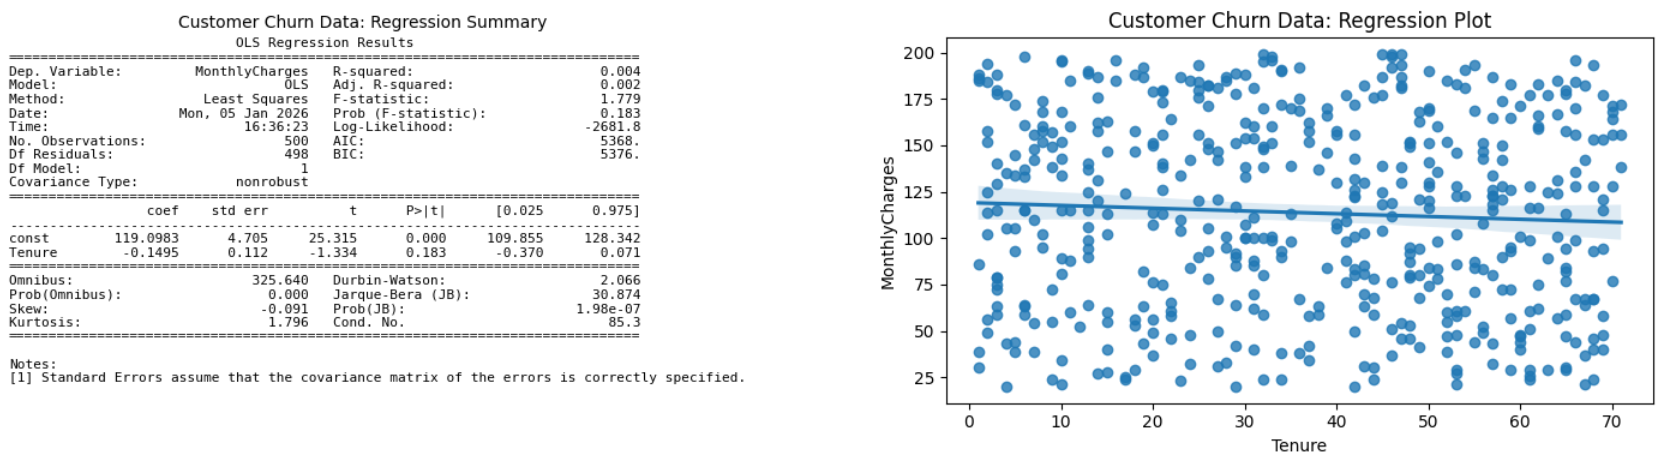 Customer Churn Data: Regression Summary
OLS Regression Results
==============================================================================
Dep. Variable:         MonthlyCharges   R-squared:                       0.004
Model:                            OLS   Adj. R-squared:                  0.002
Method:                 Least Squares   F-statistic:                     1.779
Date:                Mon, 05 Jan 2026   Prob (F-statistic):              0.183
Time:                        16:36:23   Log-Likelihood:                -2681.8
No. Observations:                 500   AIC:                             5368.
Df Residuals:                     498   BIC:                             5376.
Df Model:                           1
Covariance Type:            nonrobust
==============================================================================
                 coef    std err          t      P>|t|      [0.025      0.975]
------------------------------------------------------------------------------
const        119.0983      4.705     25.315      0.000     109.855     128.342
Tenure        -0.1495      0.112     -1.334      0.183      -0.370       0.071
==============================================================================
Omnibus:                      325.640   Durbin-Watson:                   2.066
Prob(Omnibus):                  0.000   Jarque-Bera (JB):               30.874
Skew:                          -0.091   Prob(JB):                     1.98e-07
Kurtosis:                       1.796   Cond. No.                         85.3
==============================================================================
Notes:
[1] Standard Errors assume that the covariance matrix of the errors is correctly specified.
Customer Churn Data: Regression Plot
MonthlyCharges
200
175
150
125
100
75
50
25
0 10 20 30 40 50 60 70
Tenure